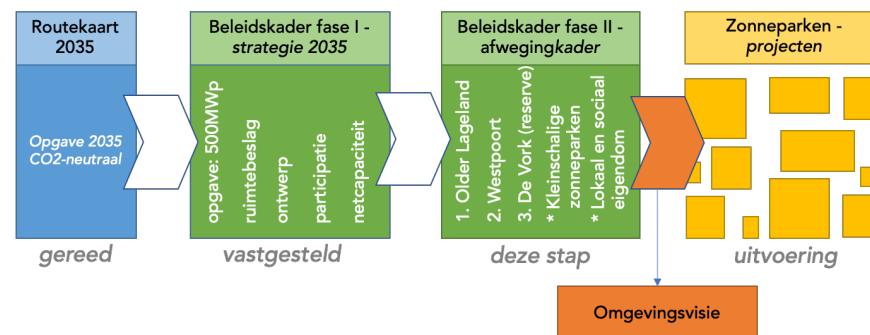 Routekaart
2035
Opgave 2035
CO2-neutraal
gereed
Beleidskader fase I -
strategie 2035
opgave: 500MWp
ruimtebeslag
ontwerp
participatie
netcapaciteit
vastgesteld
Beleidskader fase II -
afwegingkader
1. Older Lageland
2. Westpoort
3. De Vork (reserve)
* Kleinschalige
zonneparken
* Lokaal en sociaal
eigendom
deze stap
Zonneparken -
projecten
uitvoering
Omgevingsvisie